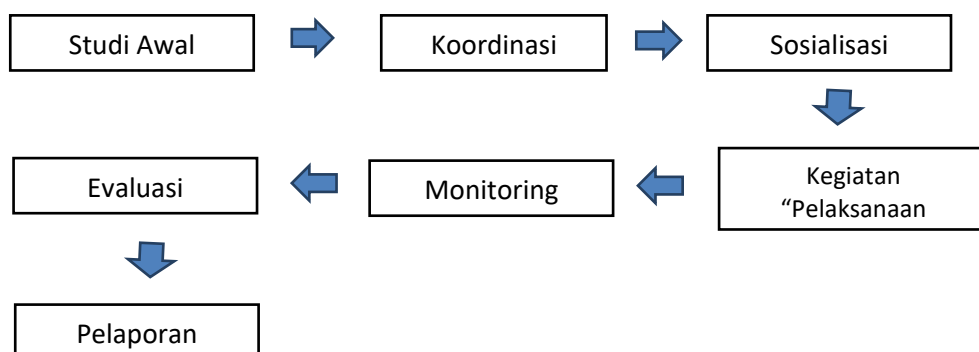 Studi Awal
Koordinasi
Sosialisasi
Kegiatan
“Pelaksanaan
Monitoring
Evaluasi
Pelaporan